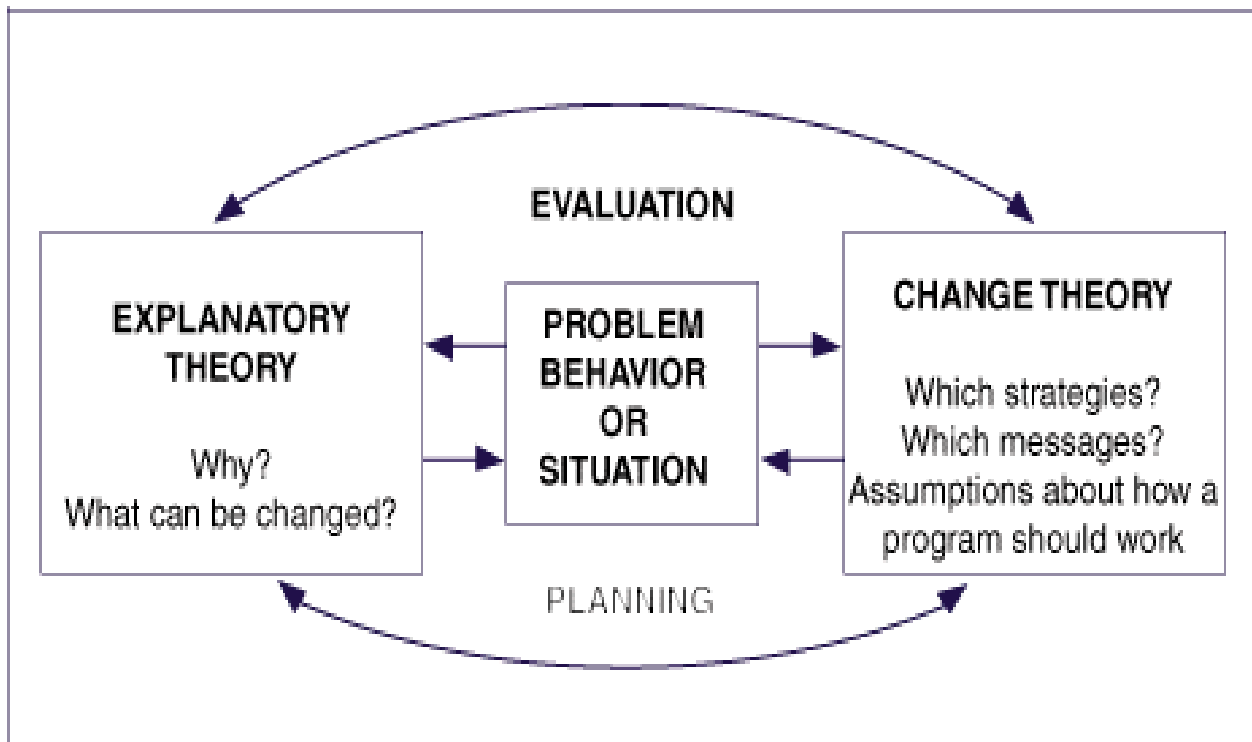 EVALUATION
EXPLANATORY
THEORY
Why?
What can be changed?
PROBLEM
BEHAVIOR
OR
SITUATION
CHANGE THEORY
Which strategies?
Which messages?
Assumptions about how a
program should work
PLANNING